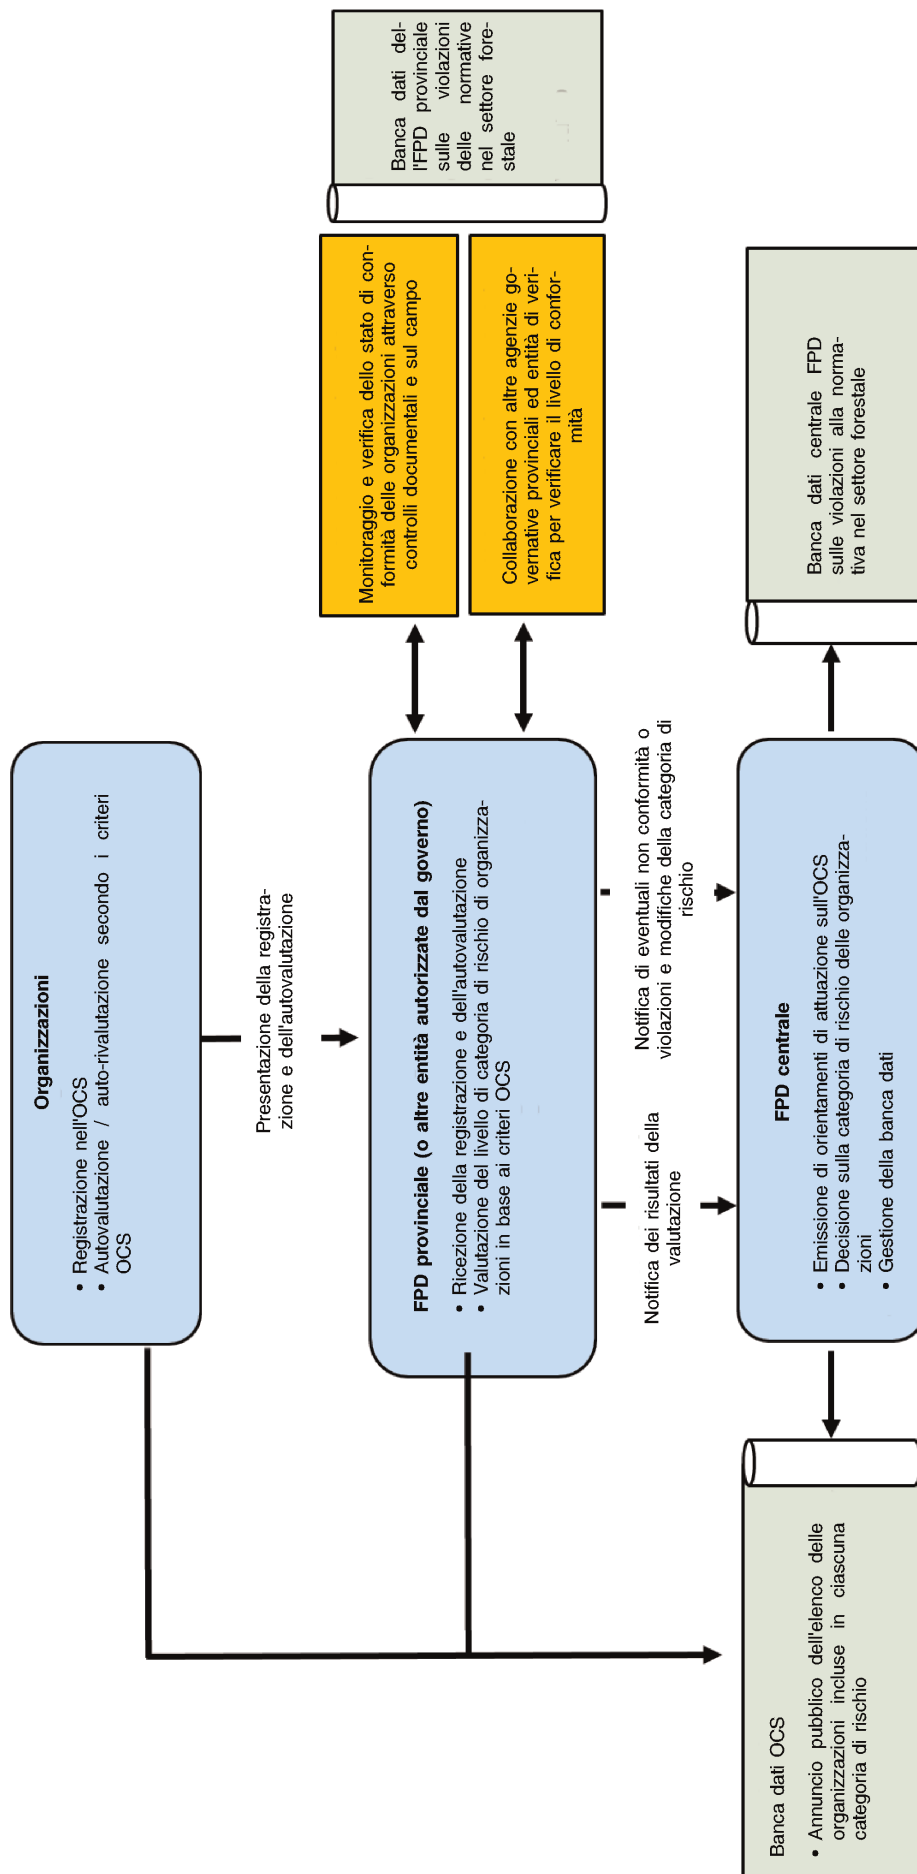 Organizzazioni
• Registrazione nell'OCS
• Autovalutazione / auto-rivalutazione secondo i criteri
OCS
Presentazione della registra-
zione e dell'autovalutazione
FPD provinciale (o altre entità autorizzate dal governo)
• Ricezione della registrazione e dell'autovalutazione
• Valutazione del livello di categoria di rischio di organizza-
zioni in base ai criteri OCS
Monitoraggio e verifica dello stato di con-
formità delle organizzazioni attraverso
controlli documentali e sul campo
Collaborazione con altre agenzie go-
vernative provinciali ed entità di veri-
fica per verificare il livello di confor-
mità
Banca dati del-
l'FPD provinciale
sulle violazioni
delle normative
nel settore fore-
stale
Notifica dei risultati della
valutazione
Notifica di eventuali non conformità o
violazioni e modifiche della categoria di
rischio
Banca dati OCS
• Annuncio pubblico dell'elenco delle
organizzazioni incluse in ciascuna
categoria di rischio
FPD centrale
• Emissione di orientamenti di attuazione sull'OCS
• Decisione sulla categoria di rischio delle organizza-
zioni
• Gestione della banca dati
Banca dati centrale FPD
sulle violazioni alla norma-
tiva nel settore forestale